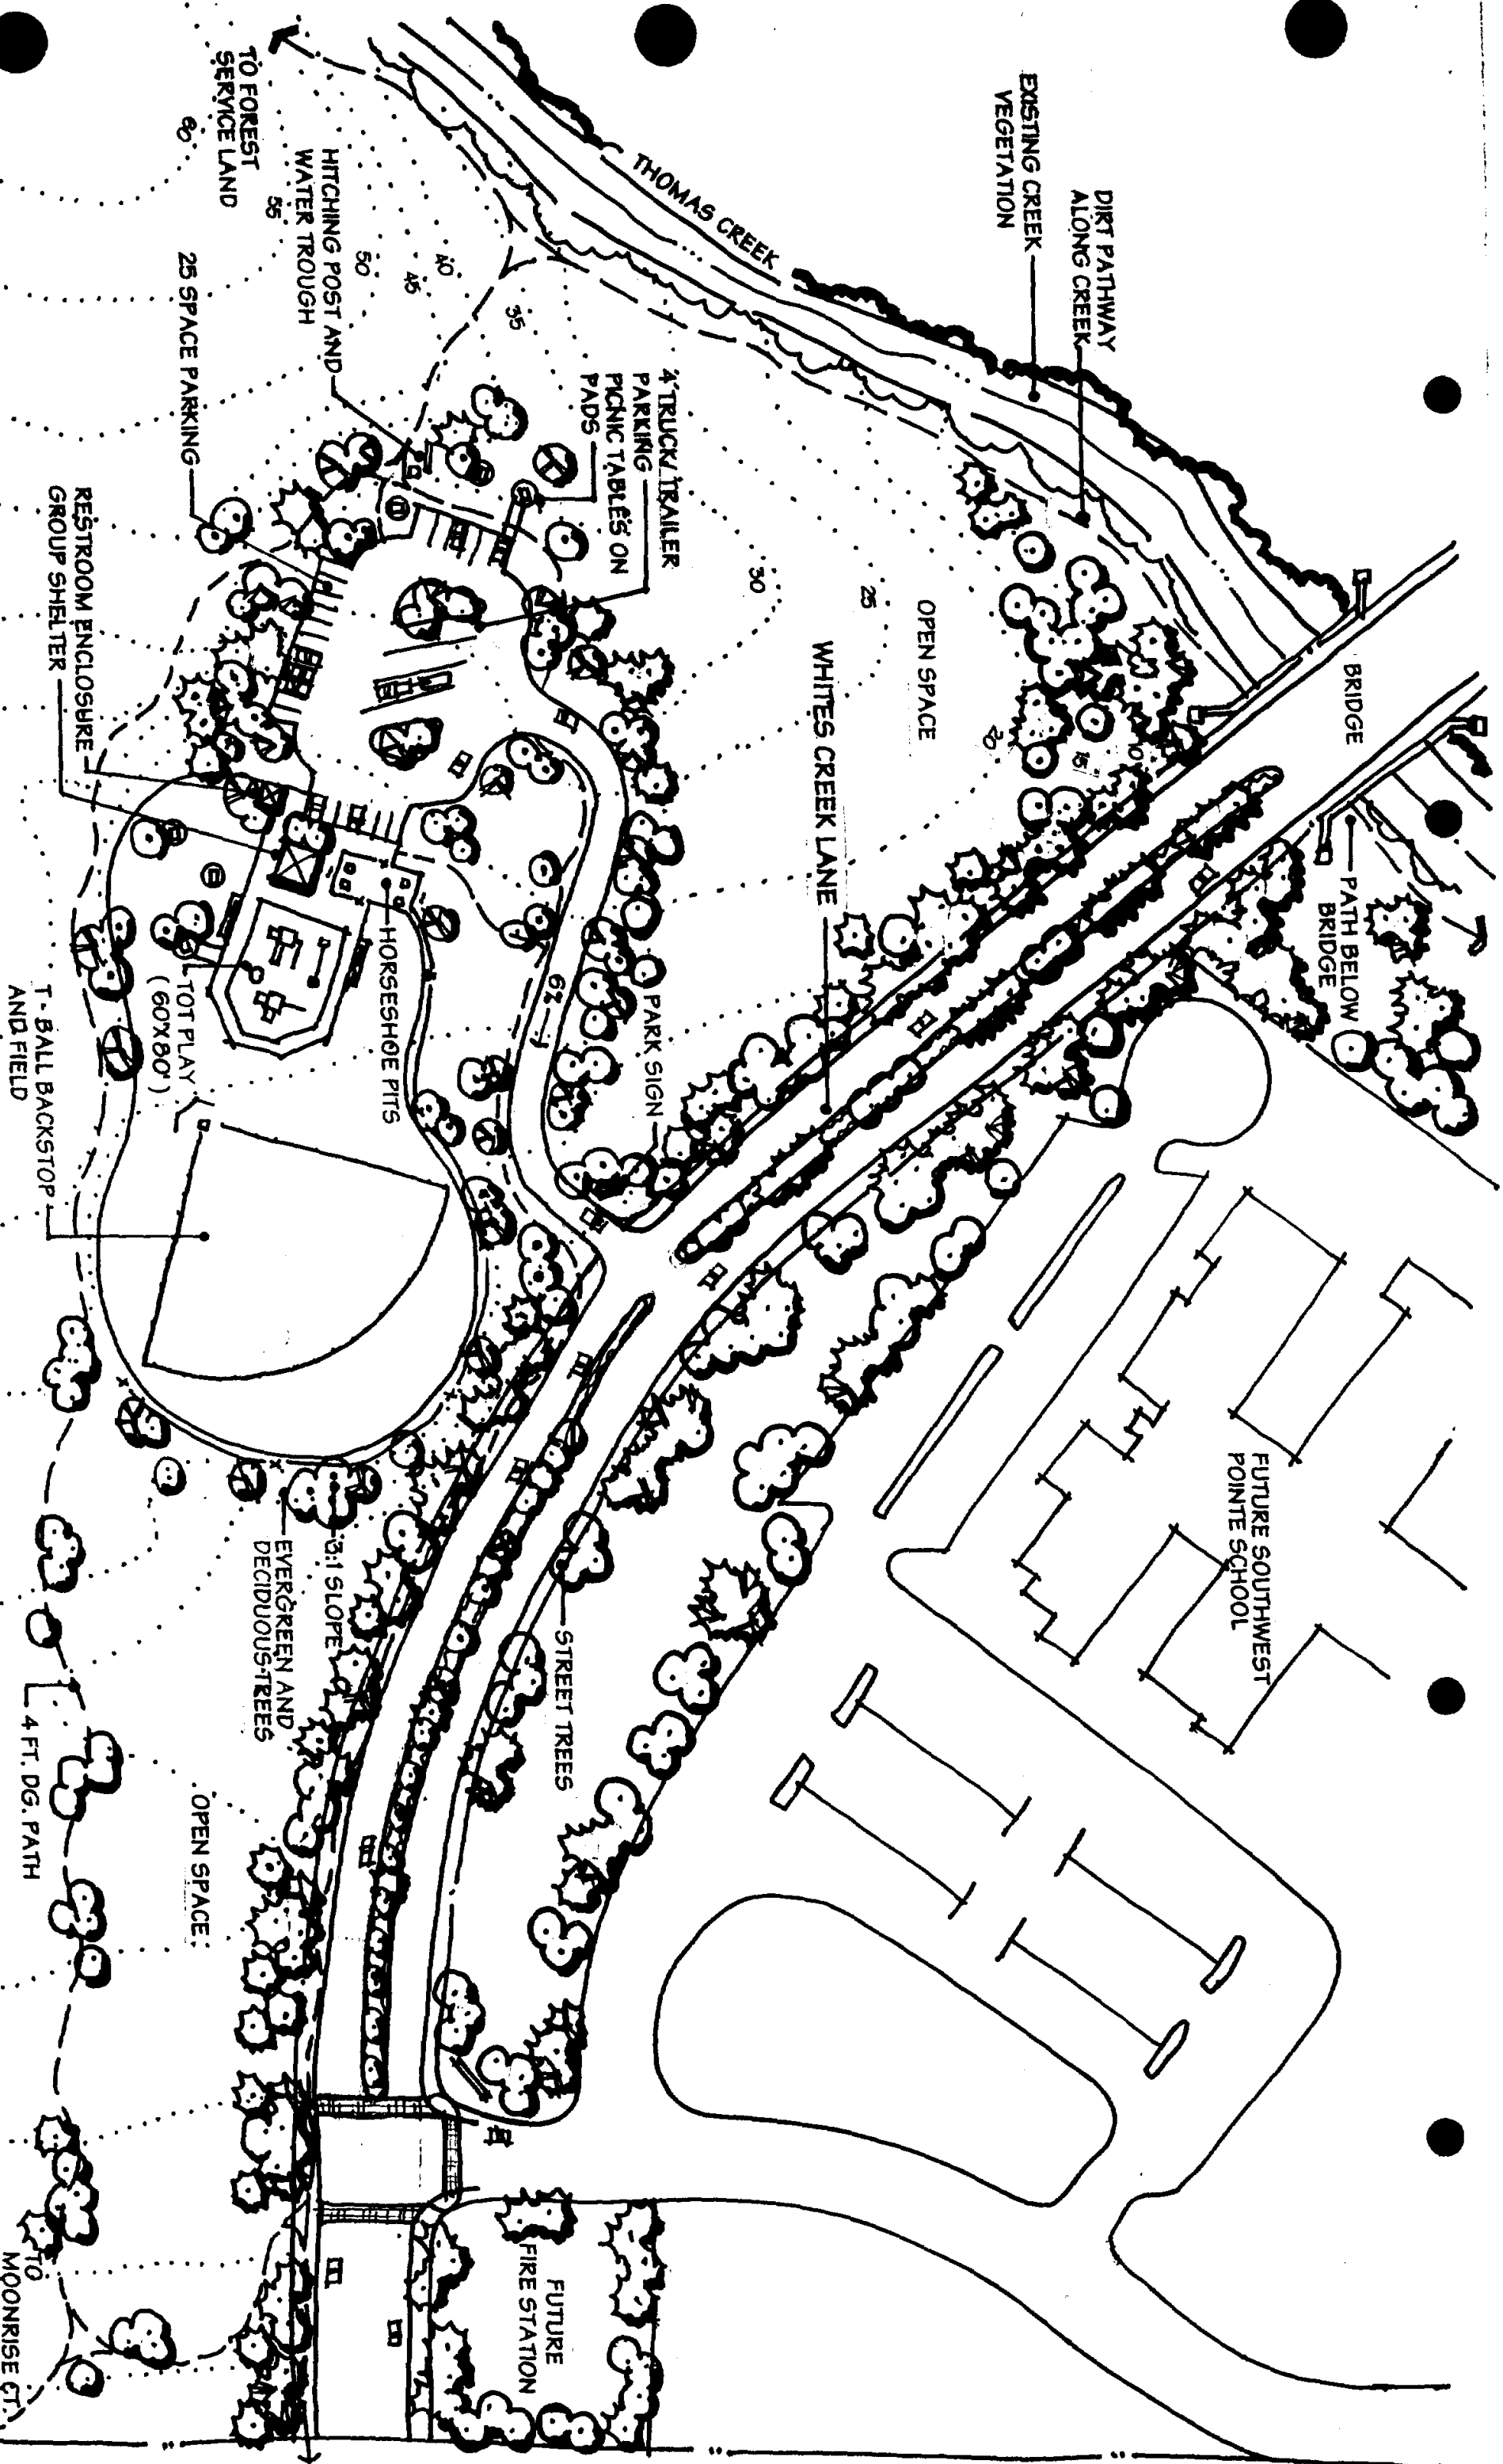 THOMAS CREEK
EXISTING CREEK
VEGETATION
DIRT PATHWAY
ALONG CREEK
BRIDGE
PATH BELOW
BRIDGE
TO FOREST
SERVICE LAND
HITCHING POST AND
WATER TROUGH
25 SPACE PARKING
4 TRUCK/TRAILER
PARKING
PICNIC TABLES ON
PADS
RESTROOM ENCLOSURE
GROUP SHELTER
60
55
50
45
40
35
30
25
20
15
10
OPEN SPACE
WHITES CREEK LANE
PARK SIGN
6%
HORSESHOE PITS
TOT PLAY
(60'X80')
T-BALL BACKSTOP
AND FIELD
FUTURE SOUTHWEST
POINTE SCHOOL
3:1 SLOPE
EVERGREEN AND
DECIDUOUS TREES
STREET TREES
4 FT. DG. PATH
OPEN SPACE
FUTURE
FIRE STATION
TO
MOONRISE CT.